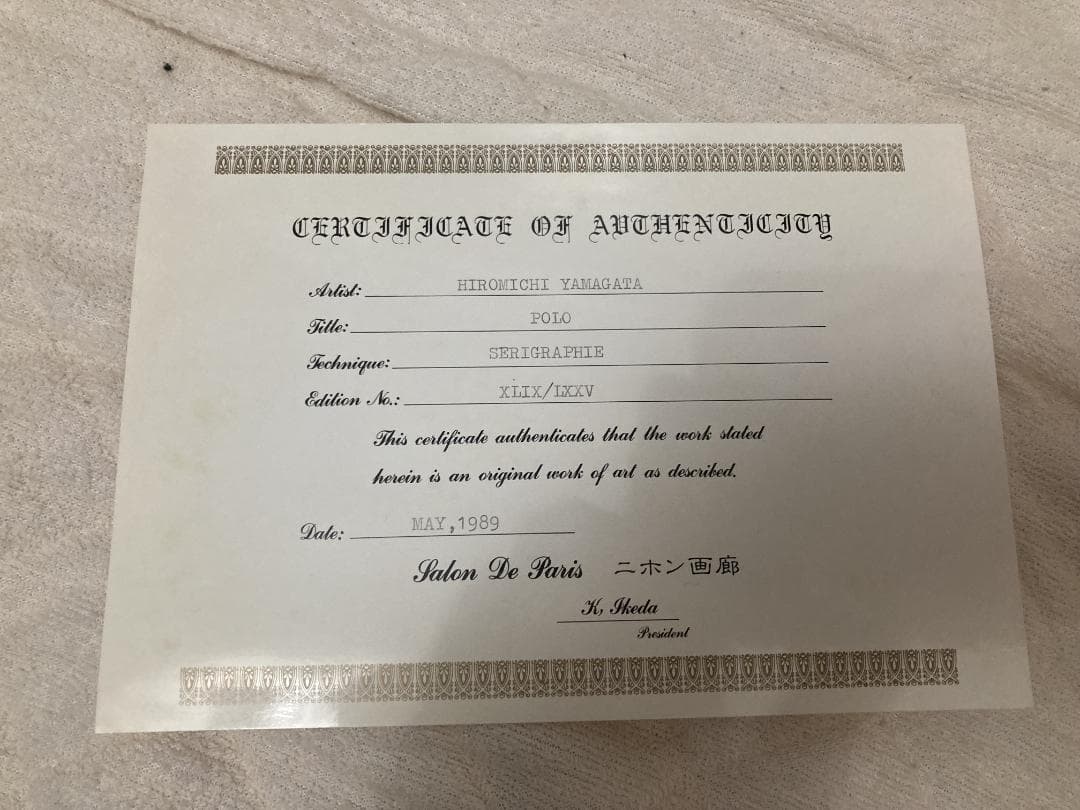 CERTIFICATE OF AUTHENTICITY
Artist: HIROMICHI YAMAGATA
Title: POLO
Technique: SERIGRAPHIE
Edition No.: XLIX/LXXV
This certificate authenticates that the work stated
herein is an original work of art as described.
Date: MAY,1989
Salon De Paris ニホン画廊
K, Ikeda
President